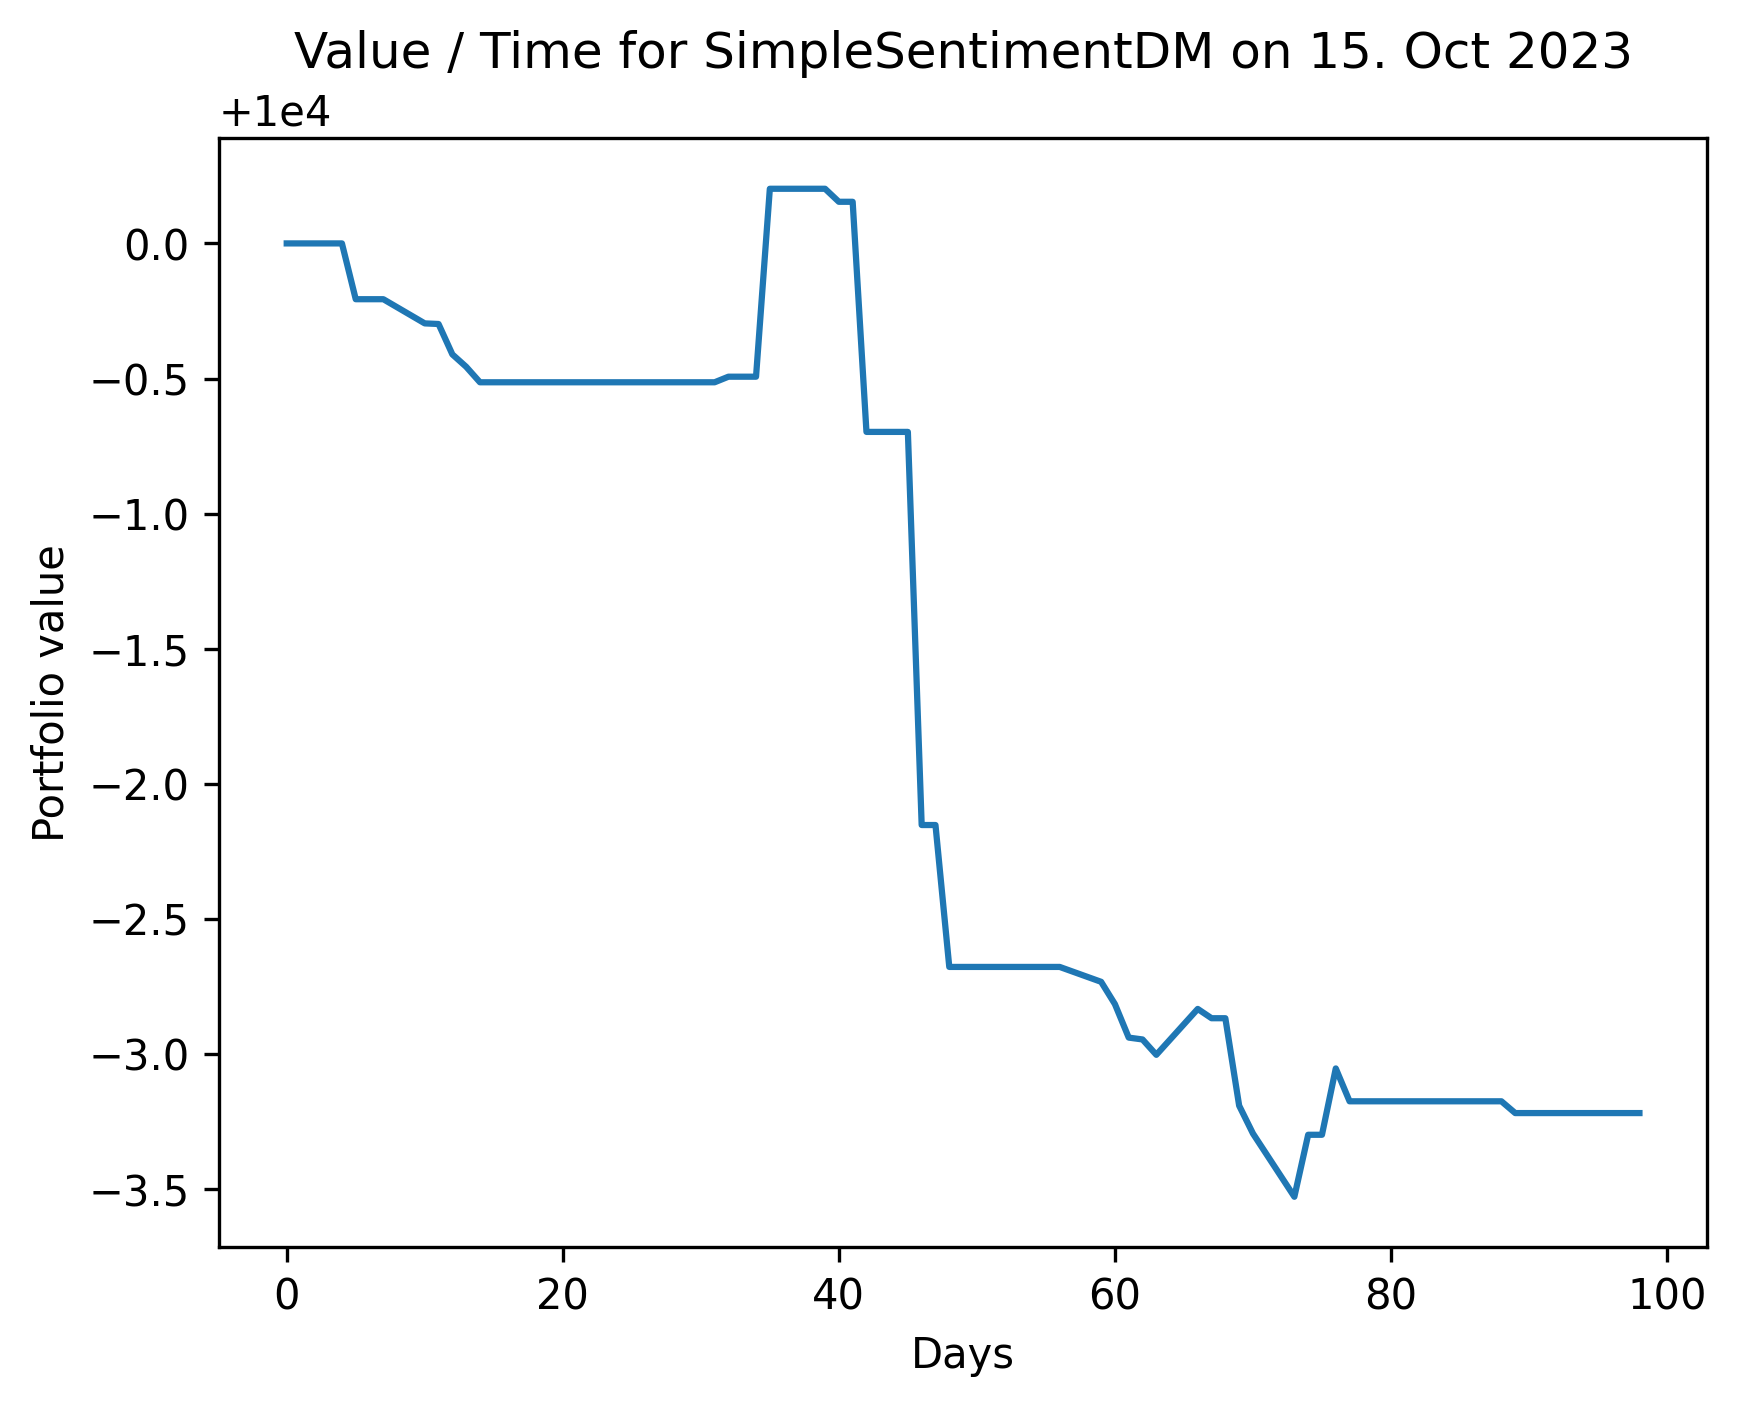 Value / Time for SimpleSentimentDM on 15. Oct 2023
+1e4
0.0
−0.5
−1.0
−1.5
−2.0
−2.5
−3.0
−3.5
Portfolio value
0 20 40 60 80 100
Days